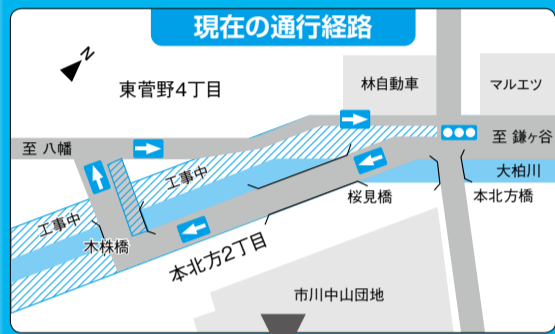 現在の通行経路
N
東菅野4丁目
林自動車
マルエツ
至 八幡
至 鎌ヶ谷
工事中
大柏川
桜見橋
本北方橋
工事中
木株橋
本北方2丁目
市川中山団地